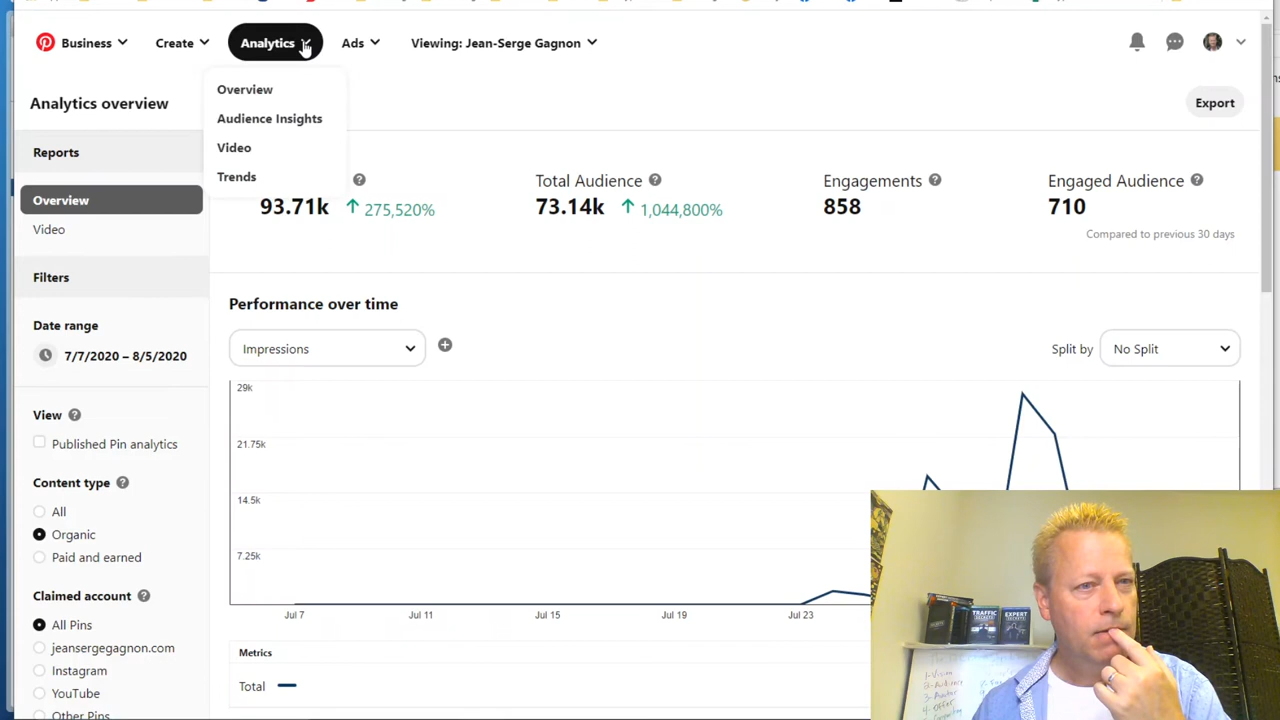 Business
Create
Analytics
Ads
Viewing: Jean-Serge Gagnon
Overview
Audience Insights
Video
Trends
Analytics overview
Export
Reports
Overview
Video
Filters
Date range
7/7/2020 – 8/5/2020
View
Published Pin analytics
Content type
All
Organic
Paid and earned
Claimed account
All Pins
jeansergegagnon.com
Instagram
YouTube
Other Pins
93.71k 275,520%
Total Audience
73.14k 1,044,800%
Engagements
858
Engaged Audience
710
Compared to previous 30 days
Performance over time
Impressions
Split by No Split
29k
21.75k
14.5k
7.25k
Jul 7 Jul 11 Jul 15 Jul 19 Jul 23
Metrics
Total
TRAFFIC
SECRETS
EXPERT
SECRETS